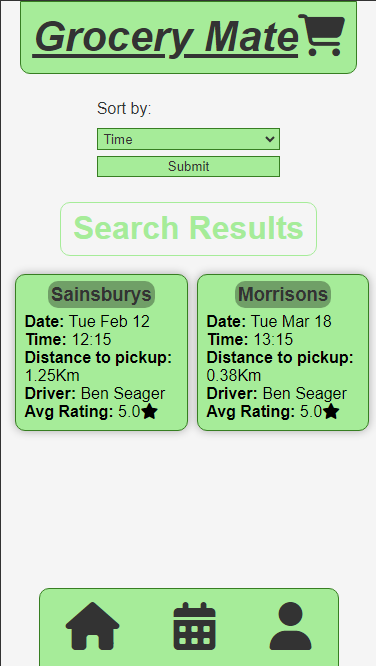 Grocery Mate
Sort by:
Time
Submit
Search Results
Sainsburys
Date: Tue Feb 12
Time: 12:15
Distance to pickup:
1.25Km
Driver: Ben Seager
Avg Rating: 5.0
Morrisons
Date: Tue Mar 18
Time: 13:15
Distance to pickup:
0.38Km
Driver: Ben Seager
Avg Rating: 5.0